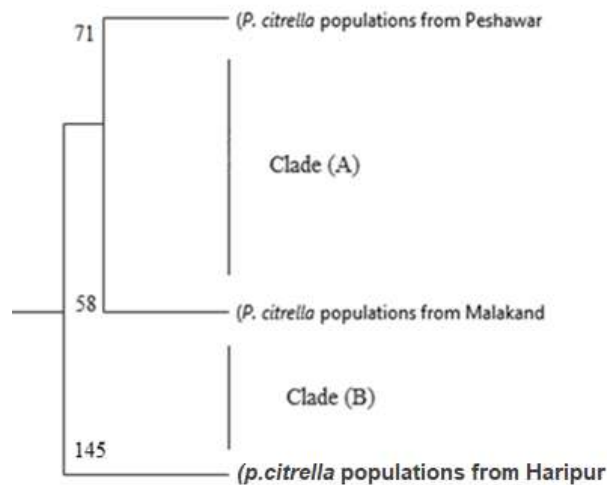 71
(P. citrella populations from Peshawar
Clade (A)
58
(P. citrella populations from Malakand
Clade (B)
145
(p.citrella populations from Haripur